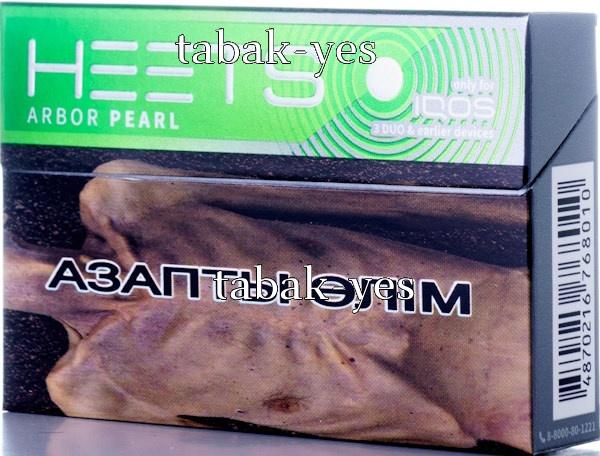 tabak-yes
HEETS
only for
IQOS
3 DUO & earlier devices
ARBOR PEARL
АЗАПТЫ ӨЛІМ
tabak-yes
4870216768010
8-8000-80-1221